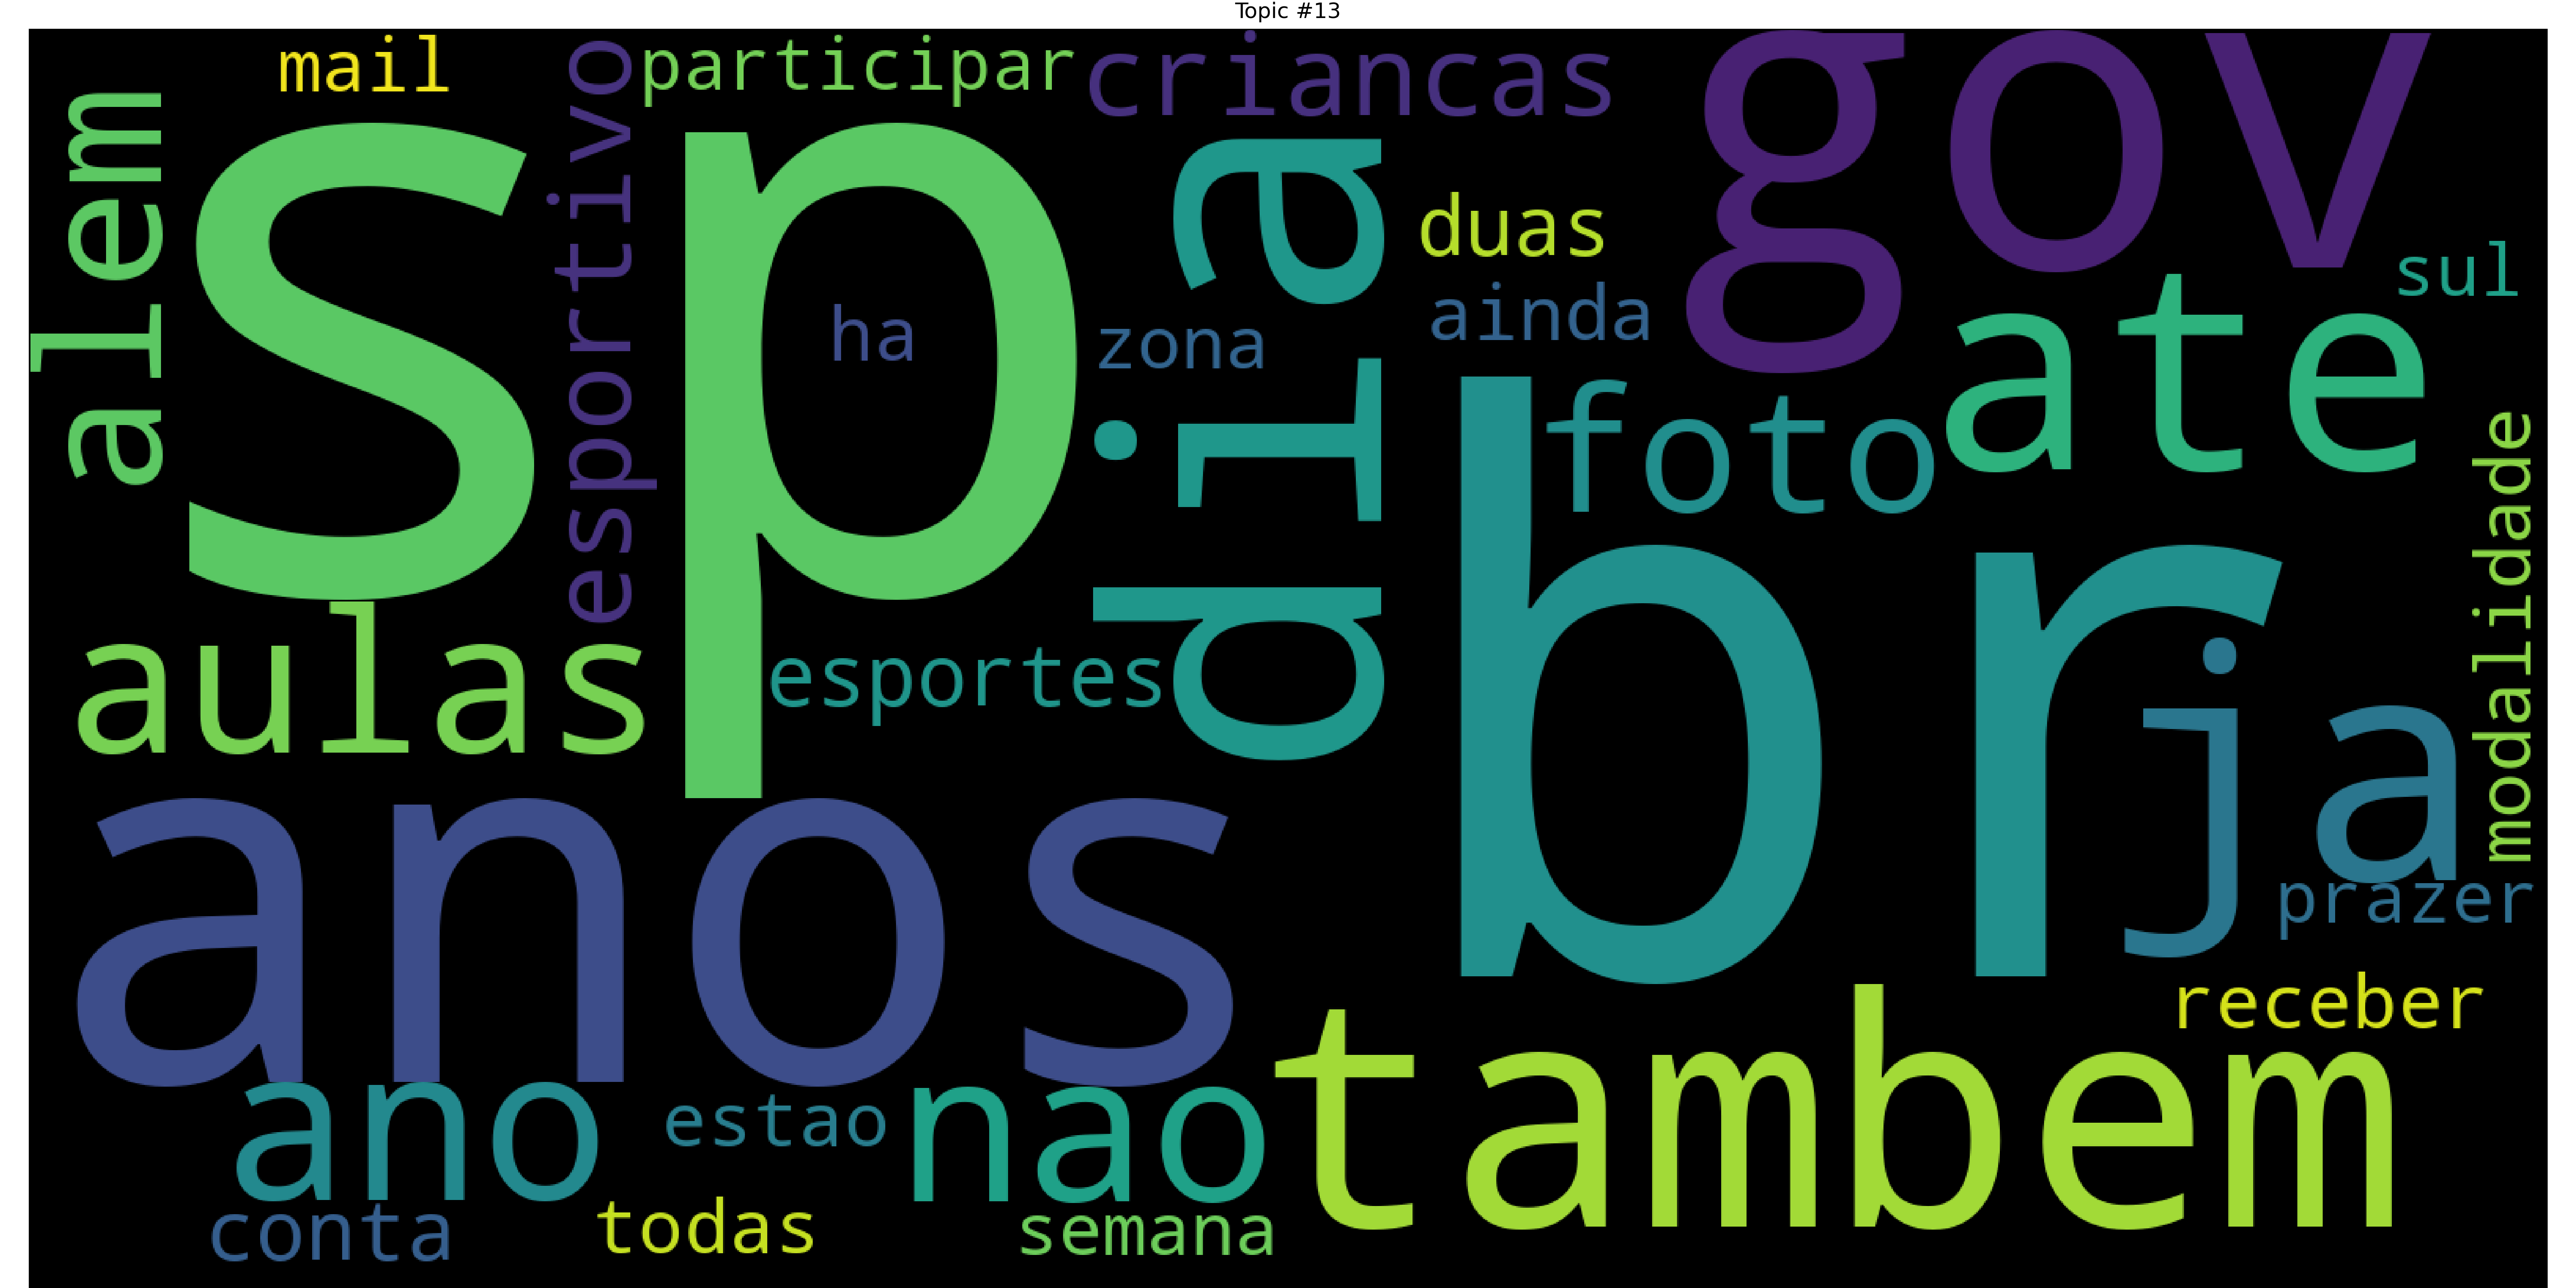 Topic #13
mail
participar
criancas
gov
alem
sp
esportivo
dia
duas
sul
ha
zona
ainda
ate
foto
br
modalidade
aulas
esportes
ja
anos
prazer
receber
tambem
ano
estao
nao
conta
todas
semana